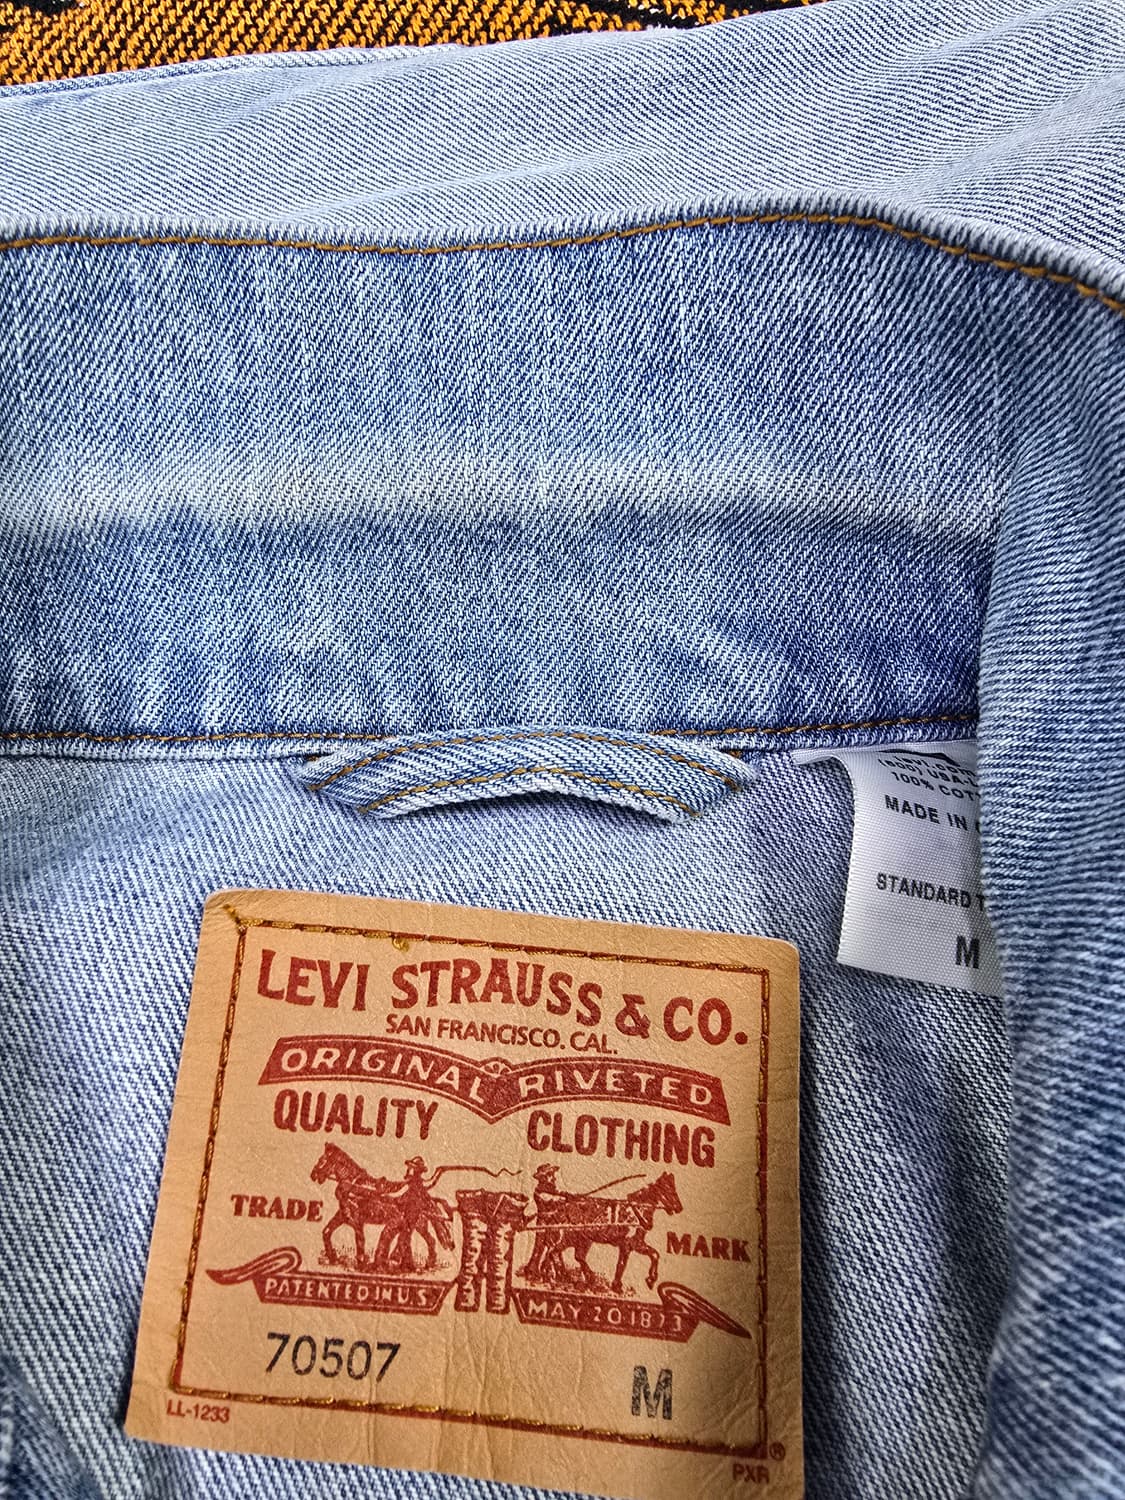 100% COT
MADE IN
STANDARD
M
LEVI STRAUSS & CO.
SAN FRANCISCO. CAL.
ORIGINAL RIVETED
QUALITY CLOTHING
TRADE MARK
PATENTED IN U.S. MAY 20 1873
70507 M
LL-1233
®
PXR